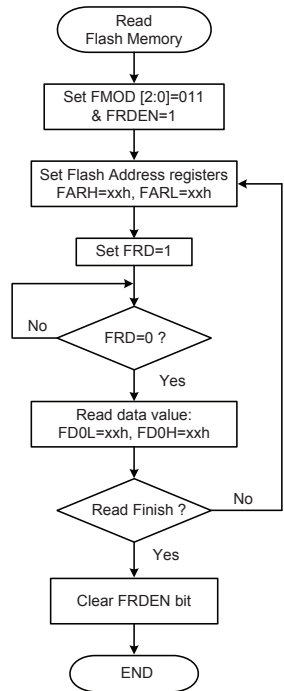 Read
Flash Memory
Set FMOD [2:0]=011
& FRDEN=1
Set Flash Address registers
FARH=xxh, FARL=xxh
Set FRD=1
No
FRD=0 ?
Yes
Read data value:
FD0L=xxh, FD0H=xxh
No
Read Finish ?
Yes
Clear FRDEN bit
END